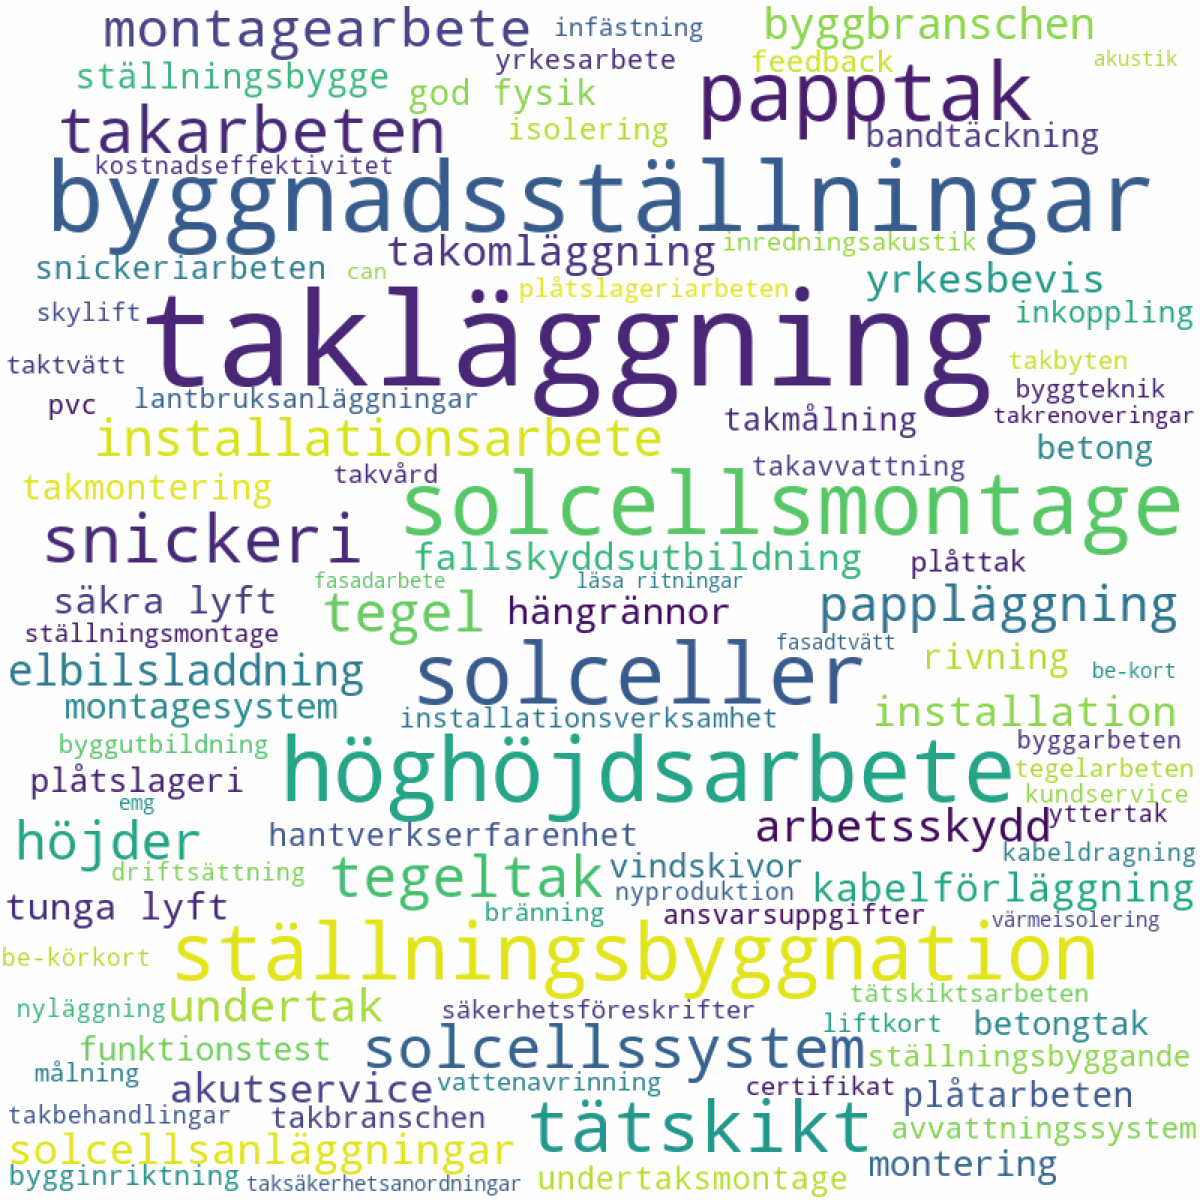 montagearbete
infästning
byggbranschen
yrkesarbete
feedback
akustik
ställningsbygge
god fysik
papptak
takarbeten
isolering
bandtäckning
kostnadseffektivitet
byggnadsställningar
takomläggning
inredningsakustik
snickeriarbeten
can
plåtslageriarbeten
yrkesbevis
skylift
takläggning
inkoppling
taktvätt
takbyten
pvc
lantbruksanläggningar
byggteknik
takmålning
takrenoveringar
installationsarbete
betong
takvård
takavvattning
takmontering
solcellsmontage
snickeri
fallskyddsutbildning
plåttak
fasadarbete
läsa ritningar
säkra lyft
tegel
hängrännor
pappläggning
ställningsmontage
fasadtvätt
elbilsladdning
solceller
rivning
be-kort
montagesystem
installationsverksamhet
installation
byggutbildning
höghöjdsarbete
byggarbeten
plåtslageri
tegelarbeten
emg
kundservice
höjder
hantverkserfarenhet
arbetsskydd
yttertak
kabeldragning
driftsättning
tegeltak
vindskivor
nyproduktion
kabelförläggning
tunga lyft
bränning
ansvarsuppgifter
värmeisolering
be-körkort
ställningsbyggnation
nyläggning
undertak
säkerhetsföreskrifter
tätskiktsarbeten
liftkort
betongtak
funktionstest
solcellssystem
ställningsbyggande
målning
akutservice
vattenavrinning
certifikat
plåtarbeten
takbehandlingar
takbranschen
tätskikt
avvattningssystem
solcellsanläggningar
montering
bygginriktning
taksäkerhetsanordningar
undertaksmontage